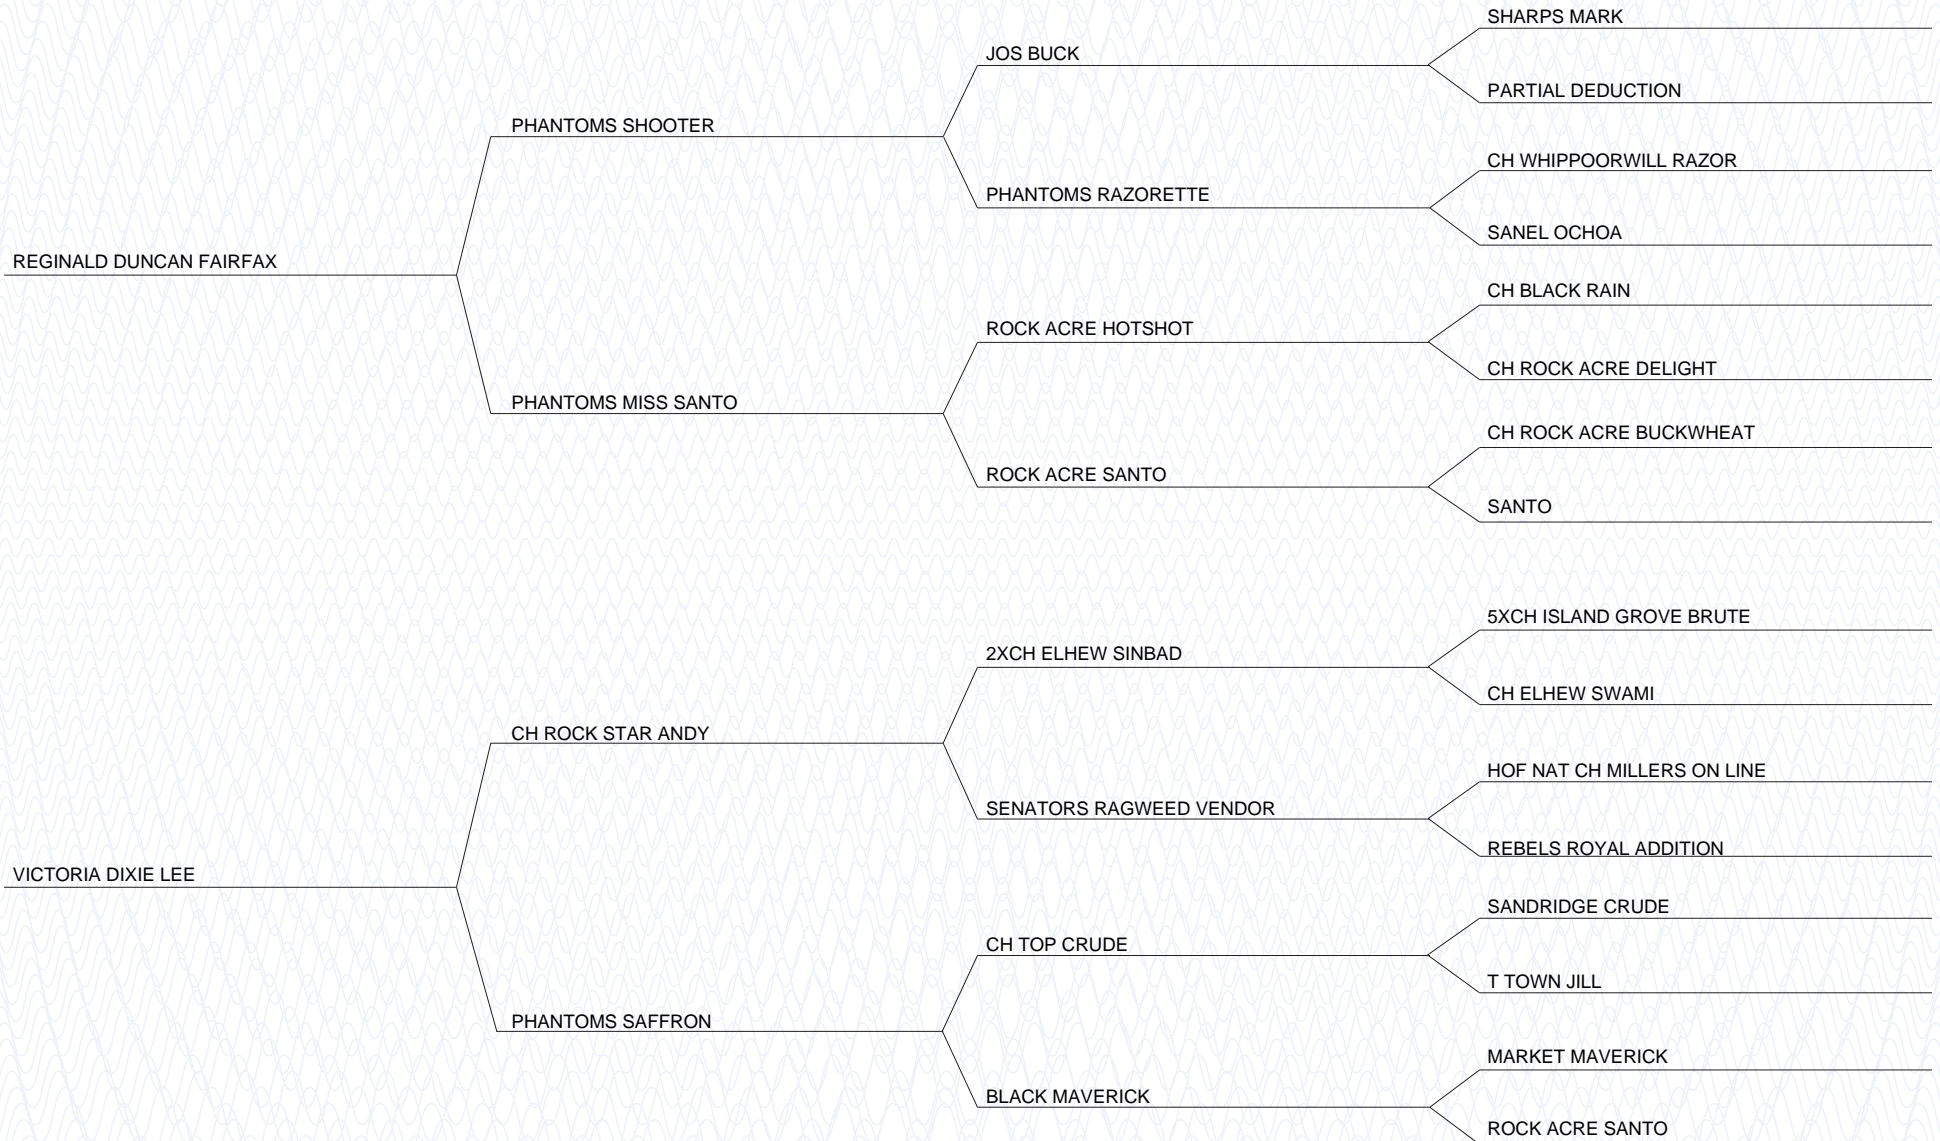 SHARPS MARK
JOS BUCK
PARTIAL DEDUCTION
PHANTOMS SHOOTER
CH WHIPPOORWILL RAZOR
PHANTOMS RAZORETTE
SANEL OCHOA
REGINALD DUNCAN FAIRFAX
CH BLACK RAIN
ROCK ACRE HOTSHOT
CH ROCK ACRE DELIGHT
PHANTOMS MISS SANTO
CH ROCK ACRE BUCKWHEAT
ROCK ACRE SANTO
SANTO
5XCH ISLAND GROVE BRUTE
2XCH ELHEW SINBAD
CH ELHEW SWAMI
CH ROCK STAR ANDY
HOF NAT CH MILLERS ON LINE
SENATORS RAGWEED VENDOR
REBELS ROYAL ADDITION
VICTORIA DIXIE LEE
SANDRIDGE CRUDE
CH TOP CRUDE
T TOWN JILL
PHANTOMS SAFFRON
MARKET MAVERICK
BLACK MAVERICK
ROCK ACRE SANTO